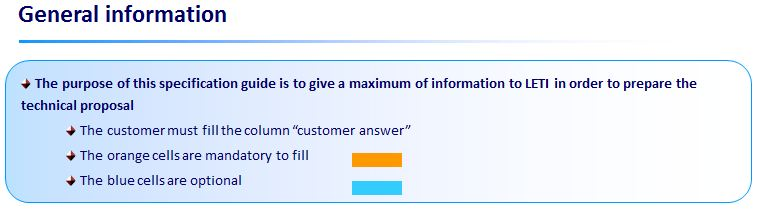 General information
The purpose of this specification guide is to give a maximum of information to LETI in order to prepare the
technical proposal
The customer must fill the column “customer answer”
The orange cells are mandatory to fill
The blue cells are optional